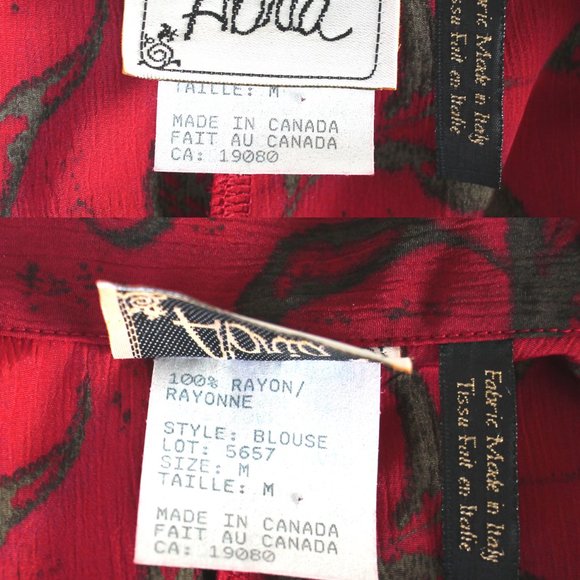 TAILLE: M
MADE IN CANADA
FAIT AU CANADA
CA: 19080
Fabric Made in Italy
Tissu Fait en Italie
100% RAYON/
RAYONNE
STYLE: BLOUSE
LOT: 5657
SIZE: M
TAILLE: M
MADE IN CANADA
FAIT AU CANADA
CA: 19080
Fabric Made in Italy
Tissu Fait en Italie